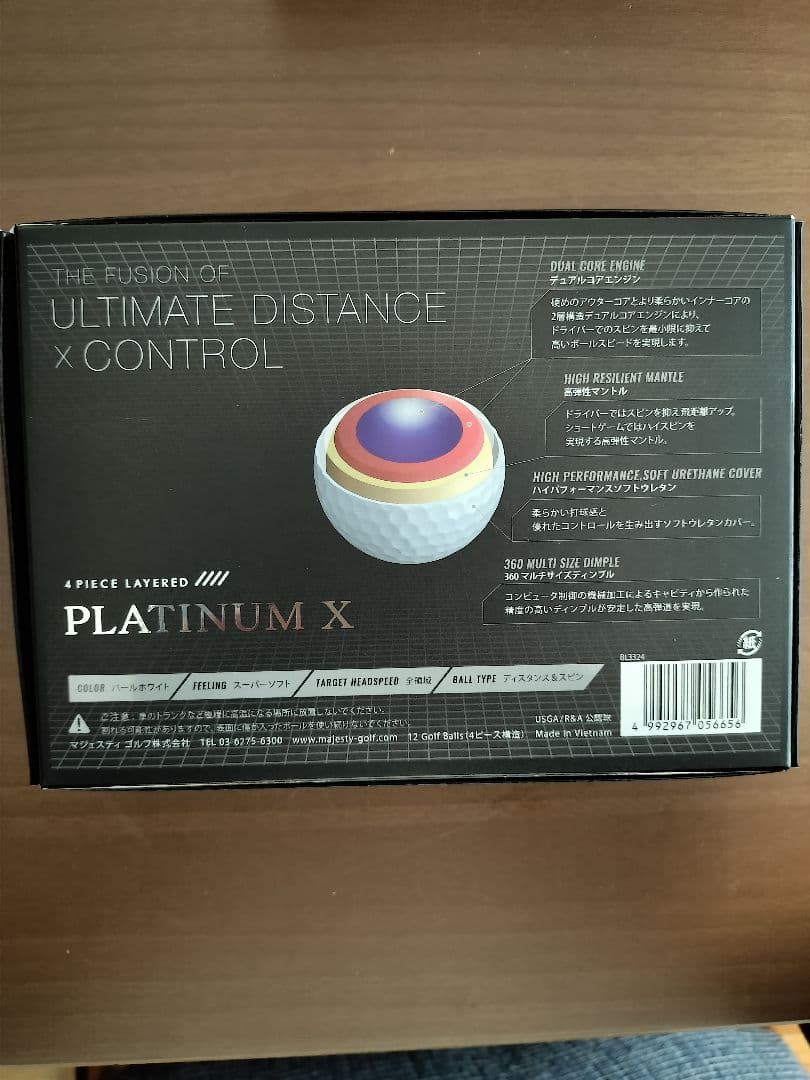 THE FUSION OF
ULTIMATE DISTANCE
X CONTROL
DUAL CORE ENGINE
デュアルコアエンジン
硬めのアウターコアとより柔らかいインナーコアの
2層構造デュアルコアエンジンにより、
ドライバーでのスピンを最小限に抑えて
高いボールスピードを実現します。
HIGH RESILIENT MANTLE
高弾性マントル
ドライバーではスピンを抑え飛距離アップ。
ショートゲームではハイスピンを
実現する高弾性マントル。
HIGH PERFORMANCE,SOFT URETHANE COVER
ハイパフォーマンスソフトウレタン
柔らかい打球感と
優れたコントロールを生み出すソフトウレタンカバー。
360 MULTI SIZE DIMPLE
360マルチサイズディンプル
コンピュータ制御の機械加工によるキャビティから作られた
精度の高いディンプルが安定した高弾道を実現。
4 PIECE LAYERED
PLATINUM X
紙
COLOR パールホワイト
FEELING スーパーソフト
TARGET HEADSPEED 全領域
BALL TYPE ディスタンス&スピン
BL3324
4 992967 056656
ご注意:車のトランクなど極端に高温になる場所に放置しないでください。
割れる可能性がありますので、表面に傷が入ったボールを使い続けないでください。
マジェスティ ゴルフ株式会社 TEL 03-6275-6300 www.majesty-golf.com 12 Golf Balls(4ピース構造)
USGA/R&A 公認球
Made in Vietnam